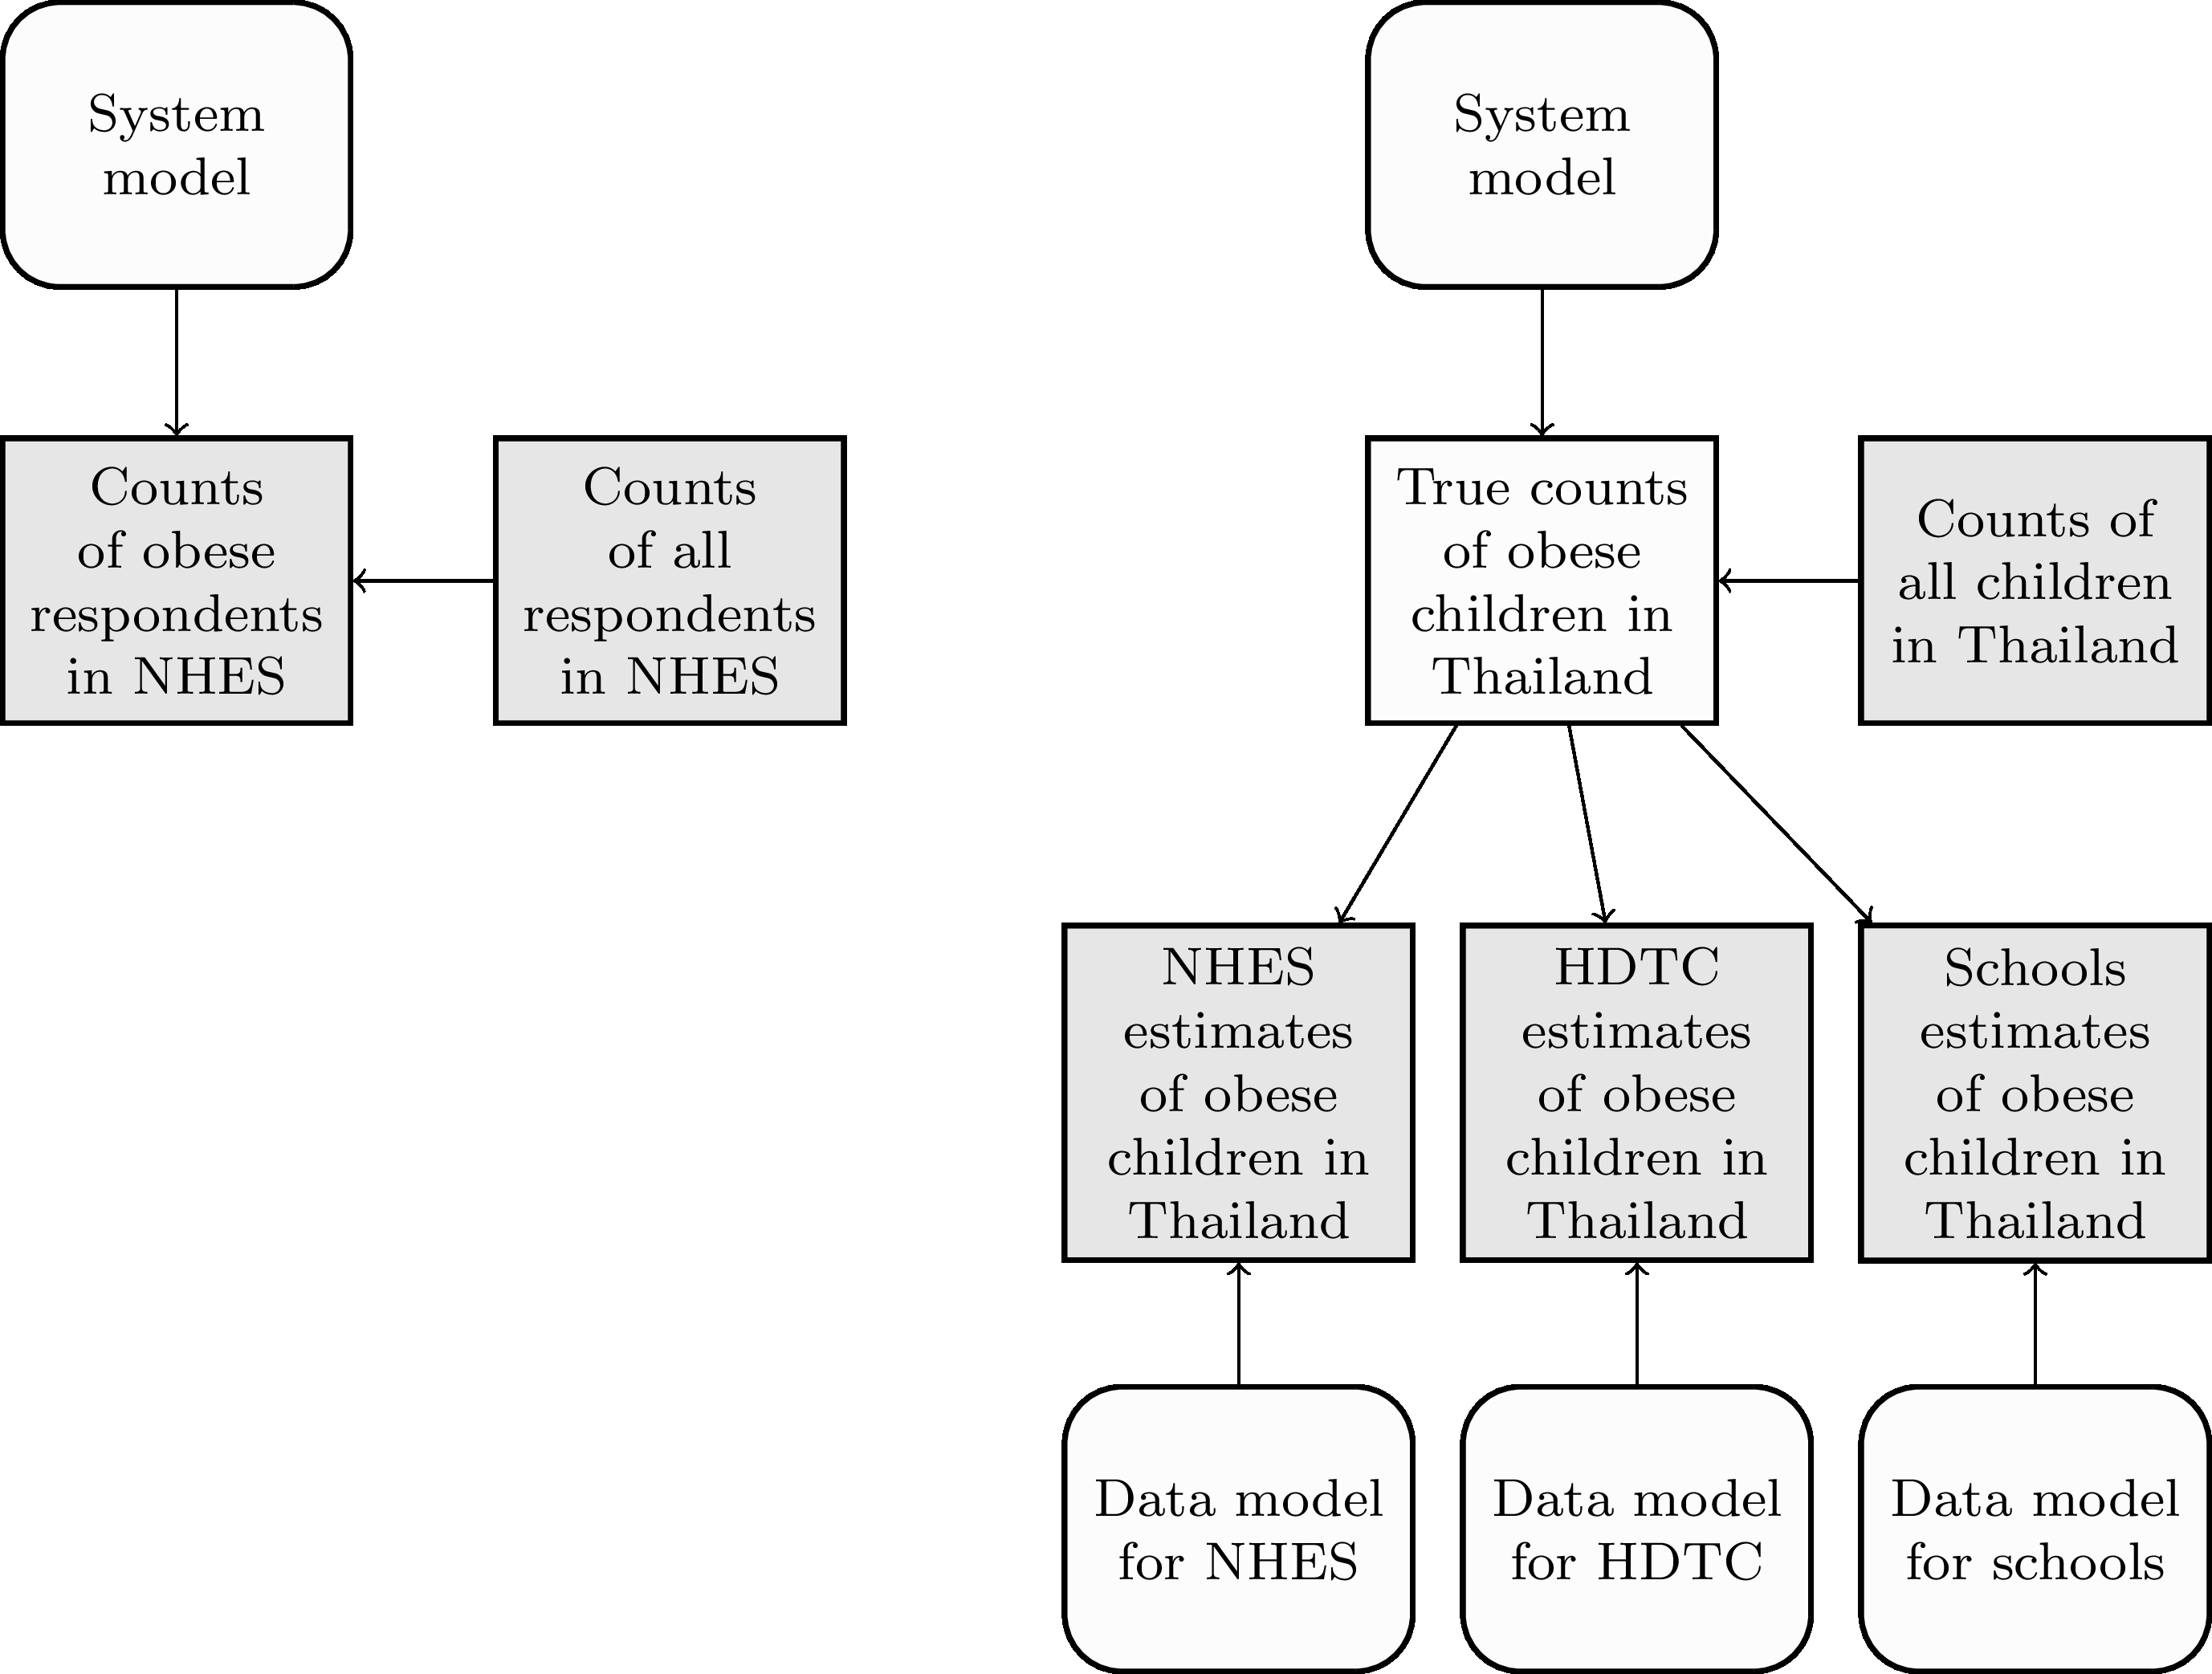 System
model
Counts
of obese
respondents
in NHES
Counts
of all
respondents
in NHES
System
model
True counts
of obese
children in
Thailand
Counts of
all children
in Thailand
NHES
estimates
of obese
children in
Thailand
HDTC
estimates
of obese
children in
Thailand
Schools
estimates
of obese
children in
Thailand
Data model
for NHES
Data model
for HDTC
Data model
for schools